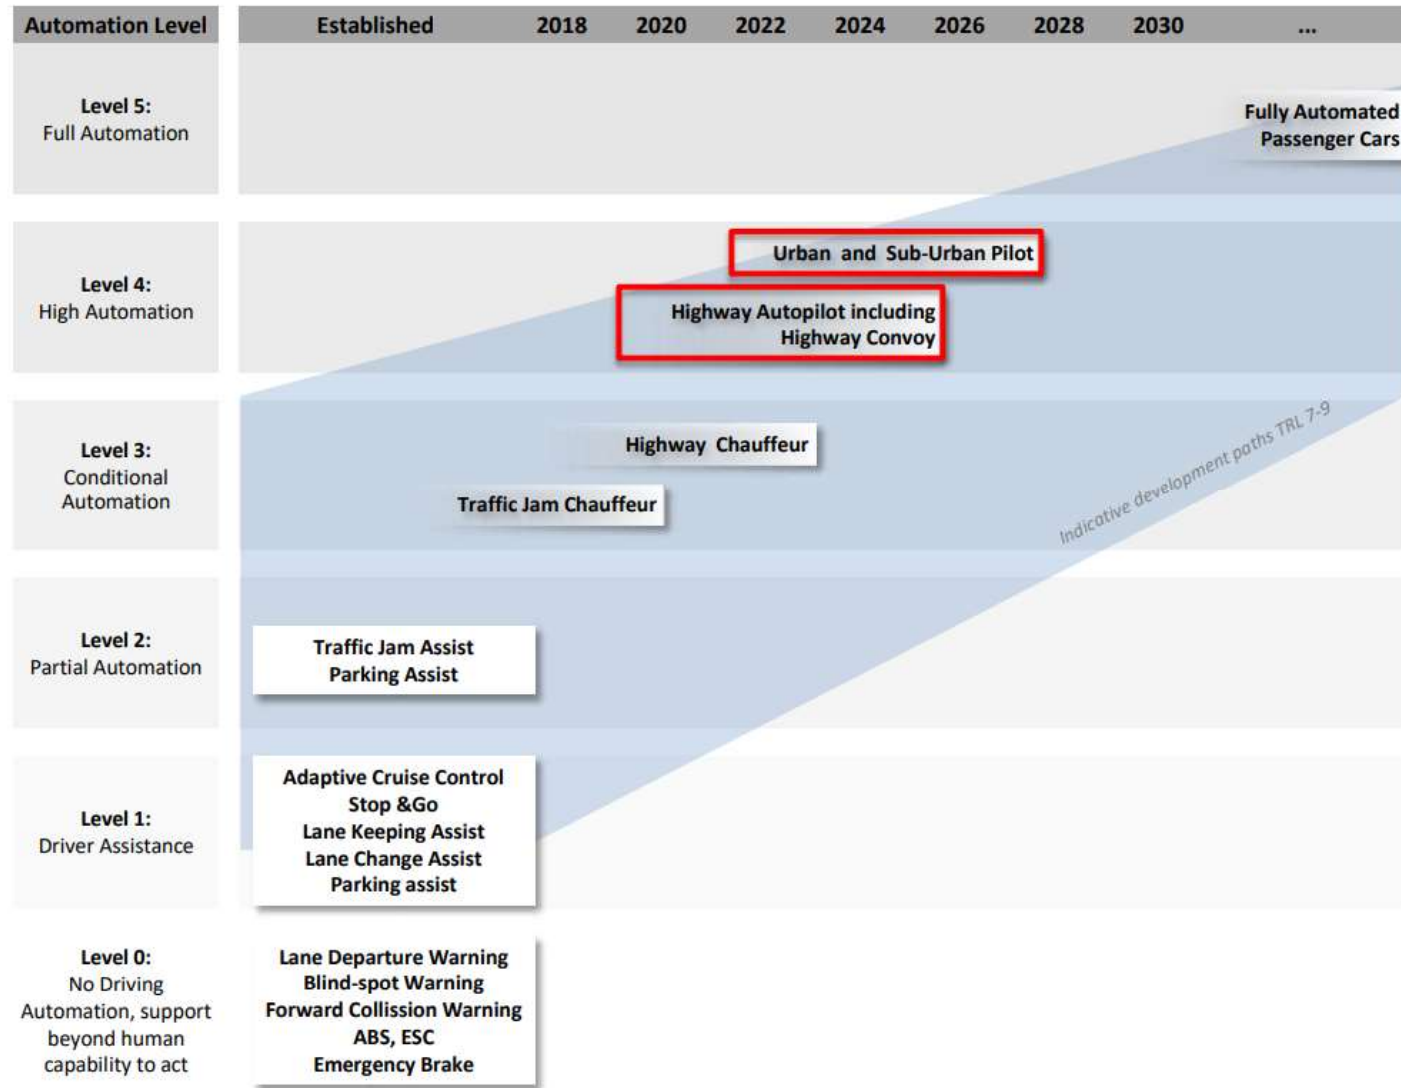 Automation Level Established 2018 2020 2022 2024 2026 2028 2030 ...
Level 5:
Full Automation
Fully Automated
Passenger Cars
Level 4:
High Automation
Urban and Sub-Urban Pilot
Highway Autopilot including
Highway Convoy
Level 3:
Conditional
Automation
Highway Chauffeur
Traffic Jam Chauffeur
Indicative development paths TRL 7-9
Level 2:
Partial Automation
Traffic Jam Assist
Parking Assist
Level 1:
Driver Assistance
Adaptive Cruise Control
Stop &Go
Lane Keeping Assist
Lane Change Assist
Parking assist
Level 0:
No Driving
Automation, support
beyond human
capability to act
Lane Departure Warning
Blind-spot Warning
Forward Collission Warning
ABS, ESC
Emergency Brake